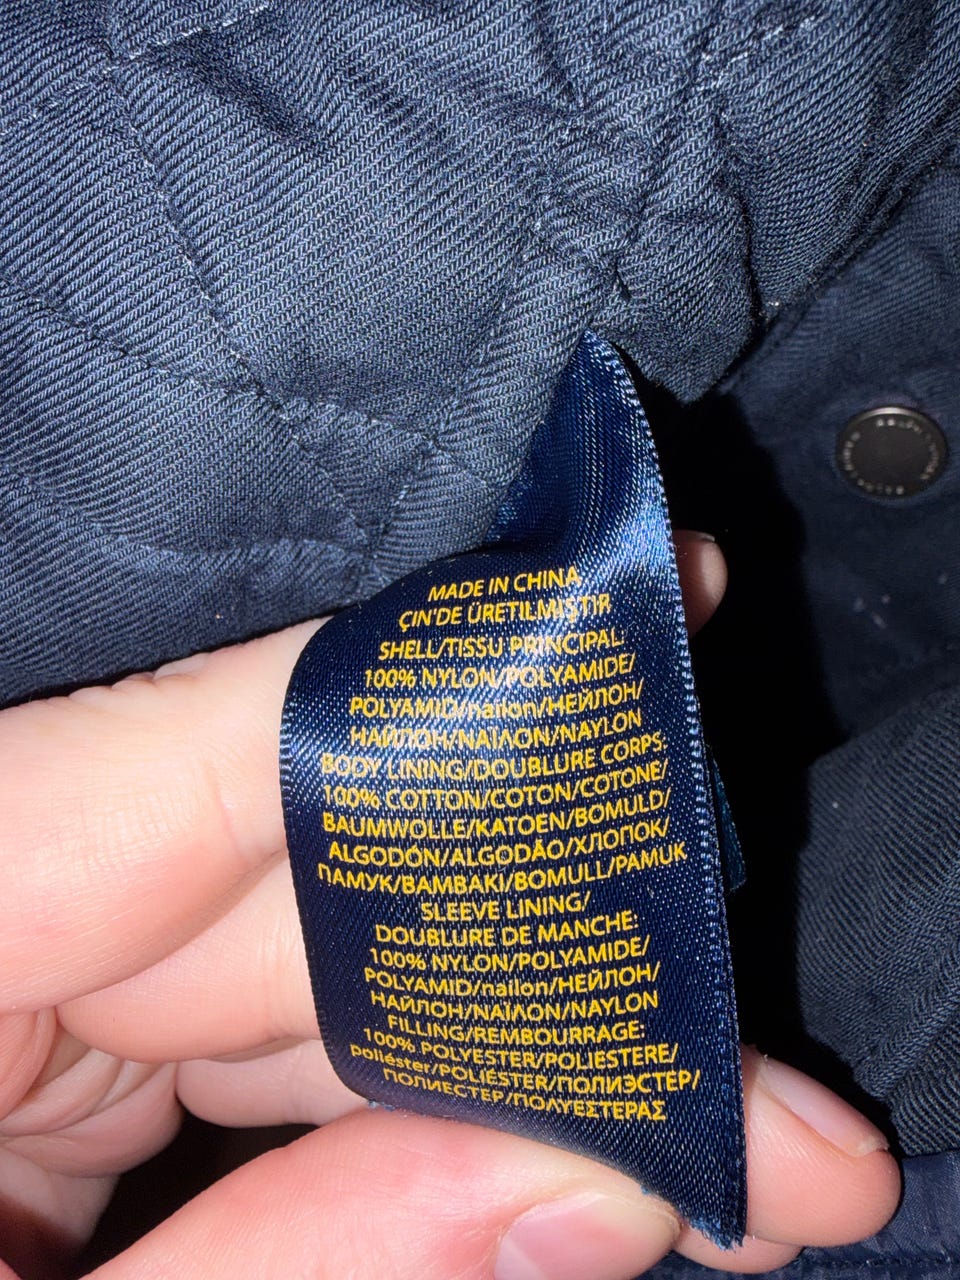 MADE IN CHINA
ÇIN'DE ÜRETILMIŞTIR
SHELL/TISSU PRINCIPAL:
100% NYLON/POLYAMIDE/
POLYAMID/nailon/НЕЙЛОН/
НАЙЛОН/ΝΑΪΛΟΝ/NAYLON
BODY LINING/DOUBLURE CORPS:
100% COTTON/COTON/COTONE/
BAUMWOLLE/KATOEN/BOMULD/
ALGODÓN/ALGODÃO/ХЛОПОК/
ПАМУК/ΒΑΜΒΑΚΙ/BOMULL/PAMUK
SLEEVE LINING/
DOUBLURE DE MANCHE:
100% NYLON/POLYAMIDE/
POLYAMID/nailon/НЕЙЛОН/
НАЙЛОН/ΝΑΪΛΟΝ/NAYLON
FILLING/REMBOURRAGE:
100% POLYESTER/POLIESTERE/
poliéster/POLIÉSTER/ПОЛИЭСТЕР/
ПОЛИЕСТЕР/ΠΟΛΥΕΣΤΕΡΑΣ